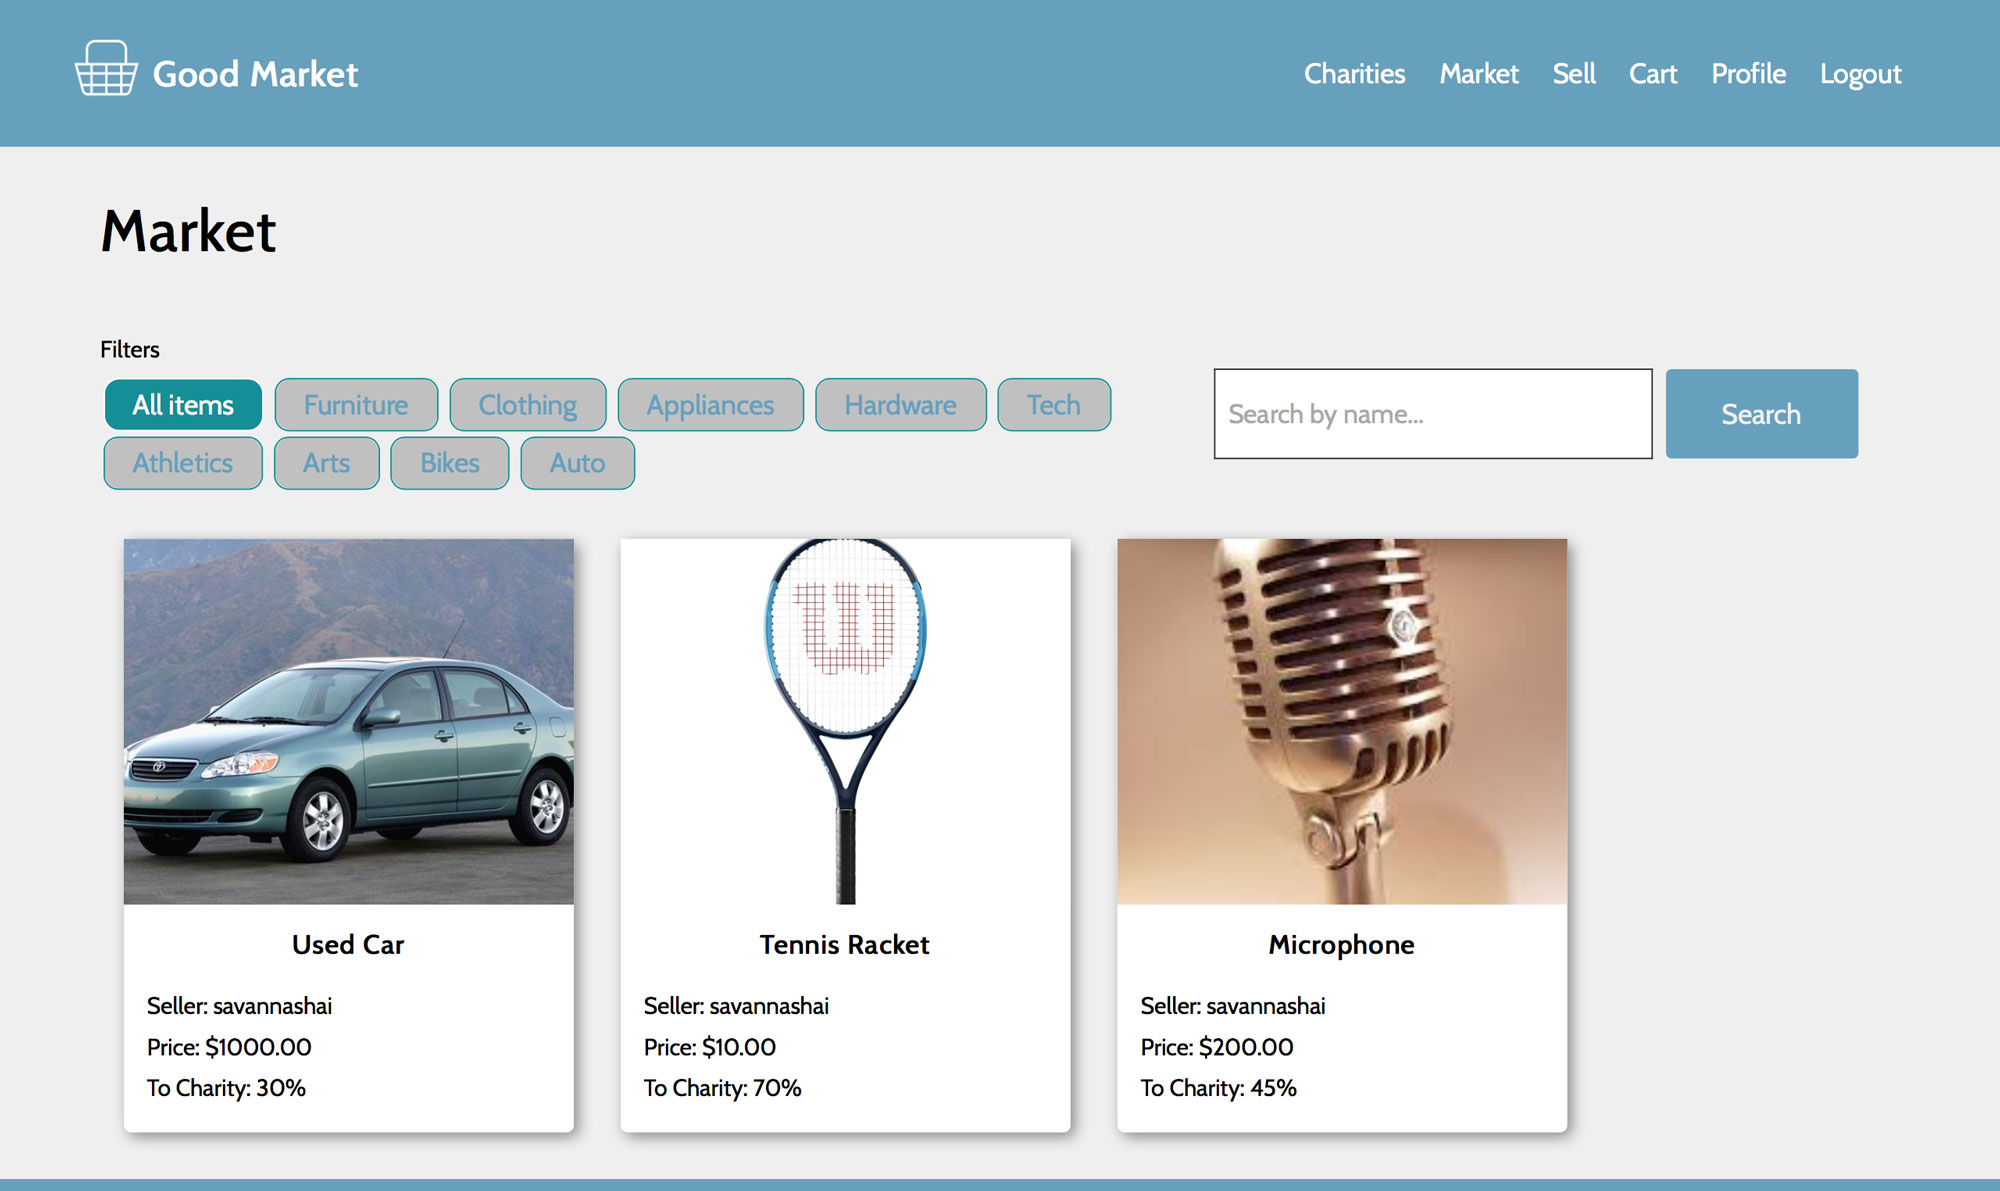 Good Market
Charities Market Sell Cart Profile Logout
Market
Filters
All items Furniture Clothing Appliances Hardware Tech
Athletics Arts Bikes Auto
Search by name...
Search
W
Used Car
Seller: savannashai
Price: $1000.00
To Charity: 30%
Tennis Racket
Seller: savannashai
Price: $10.00
To Charity: 70%
Microphone
Seller: savannashai
Price: $200.00
To Charity: 45%